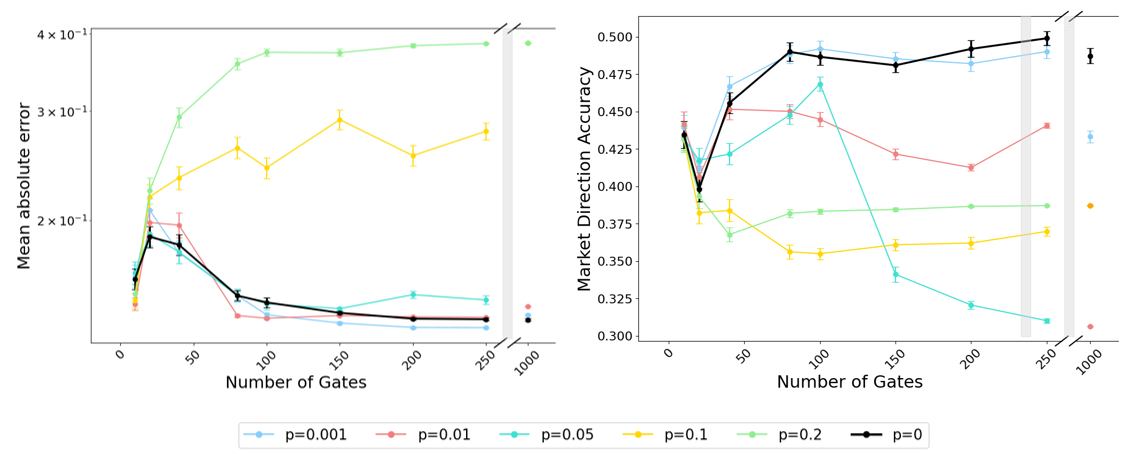 4 × 10⁻¹
3 × 10⁻¹
2 × 10⁻¹
Mean absolute error
0
50
100
150
200
250
1000
Number of Gates
0.500
0.475
0.450
0.425
0.400
0.375
0.350
0.325
0.300
Market Direction Accuracy
0
50
100
150
200
250
1000
Number of Gates
p=0.001 p=0.01 p=0.05 p=0.1 p=0.2 p=0